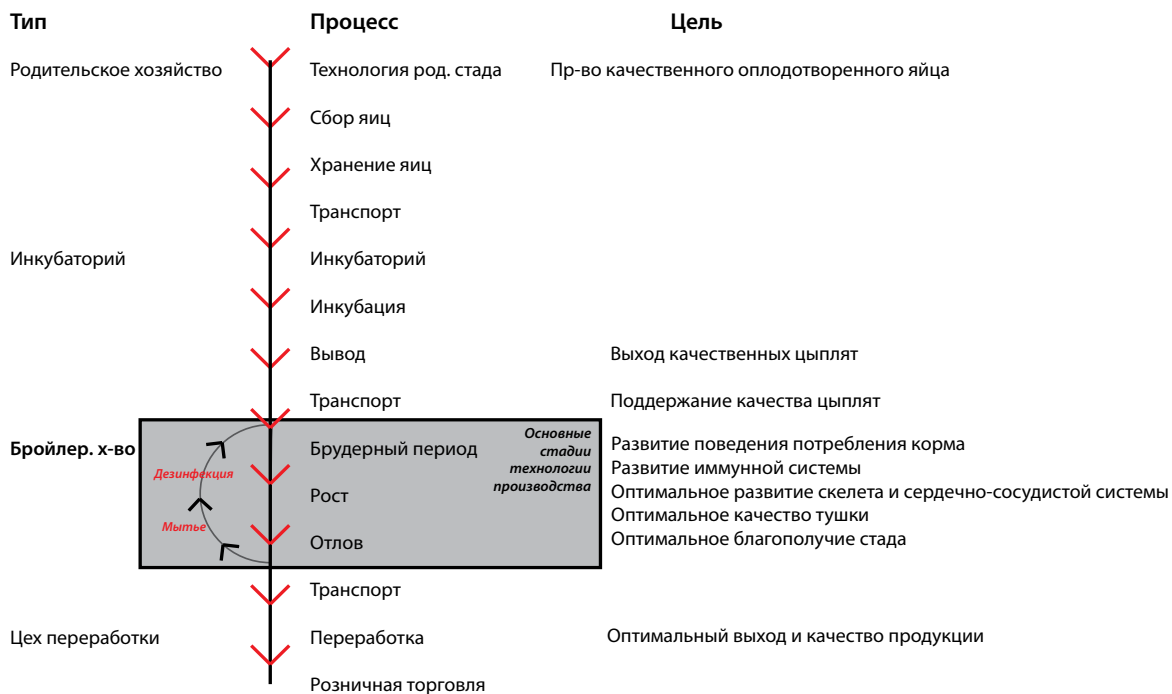 Тип Процесс Цель
Родительское хозяйство Технология род. стада Пр-во качественного оплодотворенного яйца
Сбор яиц
Хранение яиц
Транспорт
Инкубаторий Инкубаторий
Инкубация
Вывод Выход качественных цыплят
Транспорт Поддержание качества цыплят
Бройлер. х-во
Дезинфекция
Мытье
Брудерный период
Рост
Отлов
Основные
стадии
технологии
производства
Развитие поведения потребления корма
Развитие иммунной системы
Оптимальное развитие скелета и сердечно-сосудистой системы
Оптимальное качество тушки
Оптимальное благополучие стада
Транспорт
Цех переработки Переработка Оптимальный выход и качество продукции
Розничная торговля